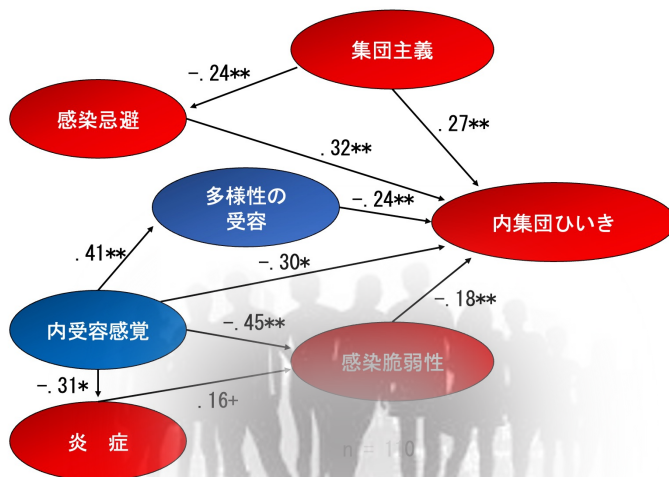 集団主義
-.24**
感染忌避
.27**
.32**
多様性の
受容
-.24**
内集団ひいき
.41**
-.30*
-.18**
内受容感覚
-.45**
感染脆弱性
-.31*
.16+
炎 症